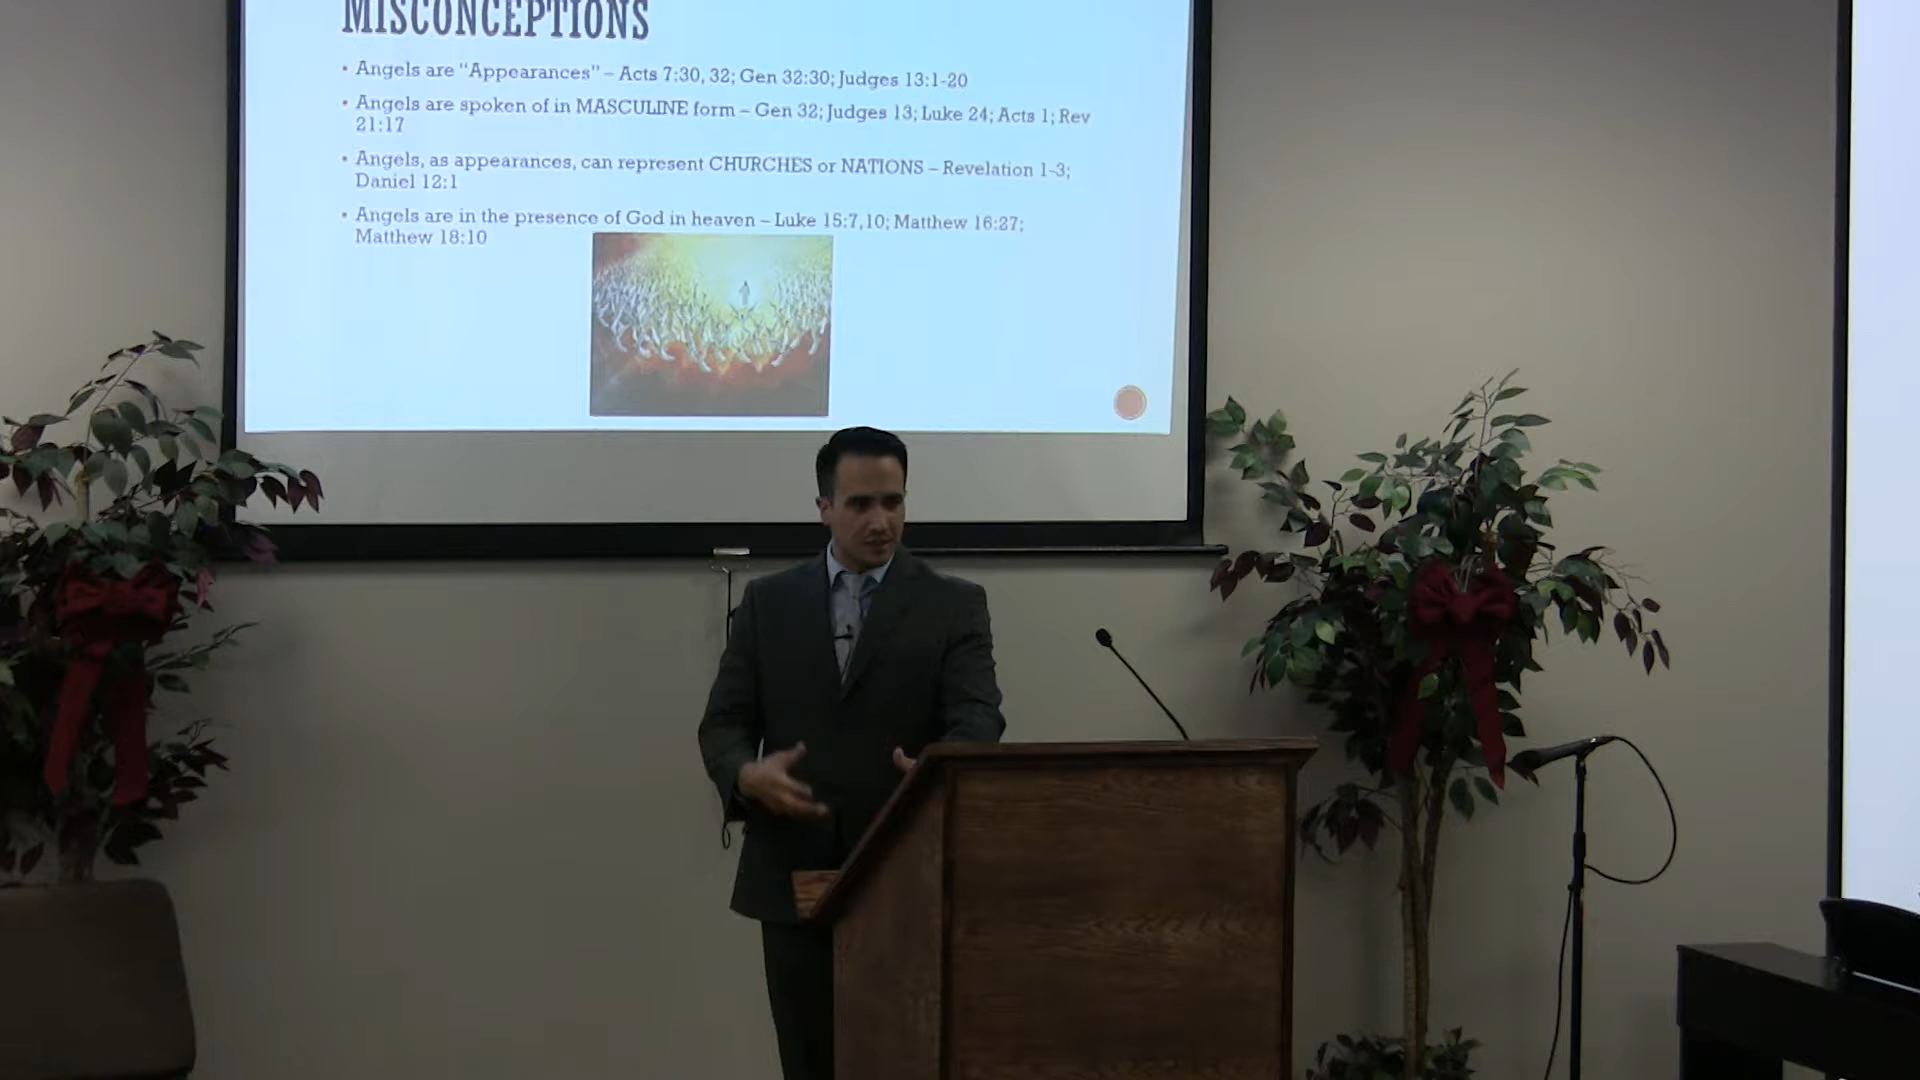 MISCONCEPTIONS
• Angels are "Appearances" – Acts 7:30, 32; Gen 32:30; Judges 13:1-20
• Angels are spoken of in MASCULINE form – Gen 32; Judges 13; Luke 24; Acts 1; Rev
21:17
• Angels, as appearances, can represent CHURCHES or NATIONS – Revelation 1-3;
Daniel 12:1
• Angels are in the presence of God in heaven – Luke 15:7,10; Matthew 16:27;
Matthew 18:10